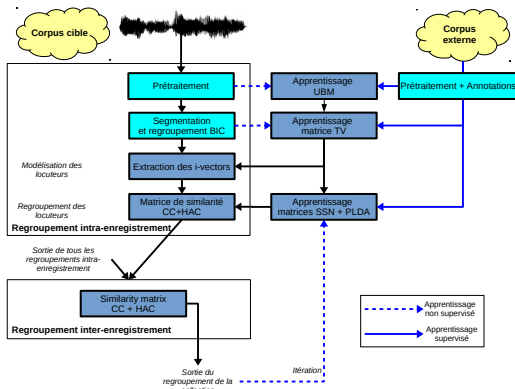 Corpus cible
Corpus
externe
Prétraitement
Apprentissage
UBM
Prétraitement + Annotations
Segmentation
et regroupement BIC
Apprentissage
matrice TV
Modélisation des
locuteurs
Extraction des i-vectors
Regroupement des
locuteurs
Matrice de similarité
CC+HAC
Apprentissage
matrices SSN + PLDA
Regroupement intra-enregistrement
Sortie de tous les
regroupements intra-
enregistrement
Similarity matrix
CC + HAC
Regroupement inter-enregistrement
Apprentissage
non supervisé
Apprentissage
supervisé
Itération
Sortie du
regroupement de la